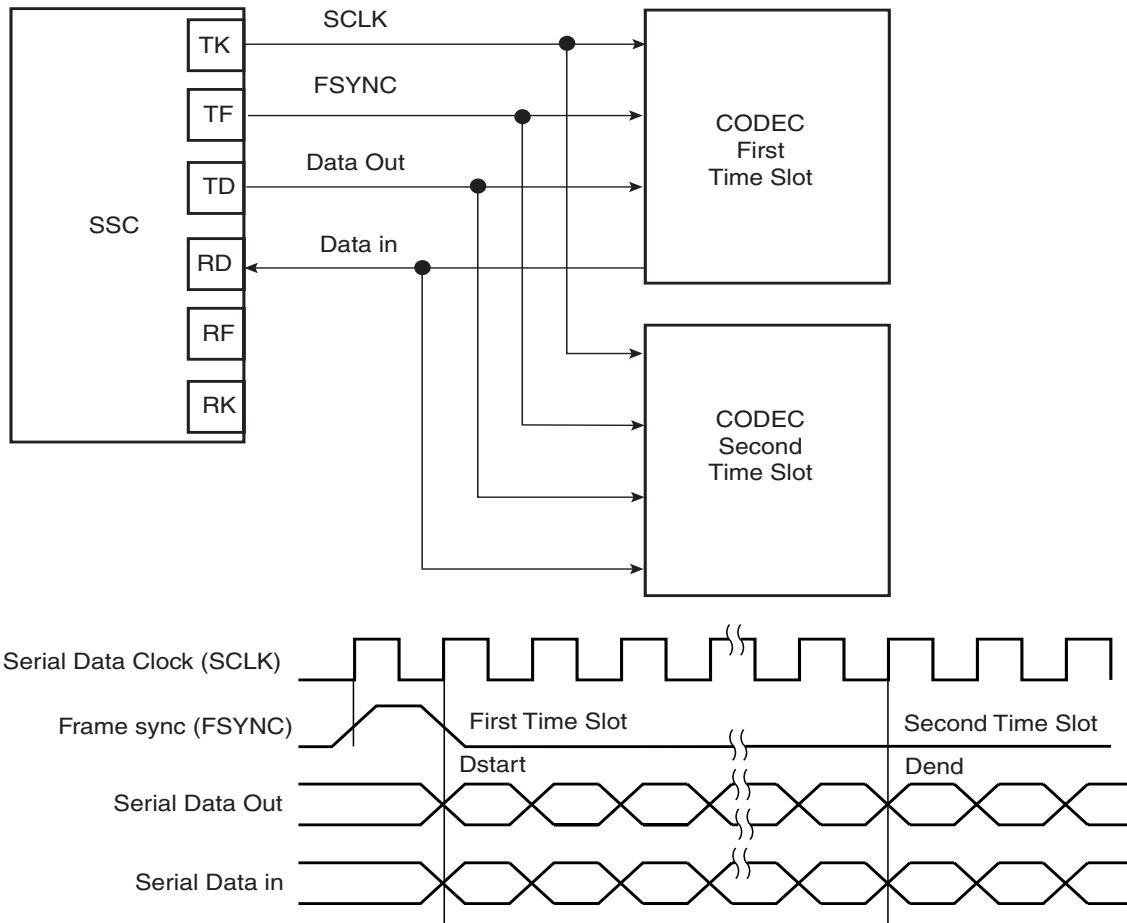 SCLK
TK
FSYNC
TF
CODEC
First
Time Slot
Data Out
TD
SSC
Data in
RD
RF
RK
CODEC
Second
Time Slot
Serial Data Clock (SCLK)
Frame sync (FSYNC)
First Time Slot
Second Time Slot
Dstart
Dend
Serial Data Out
Serial Data in